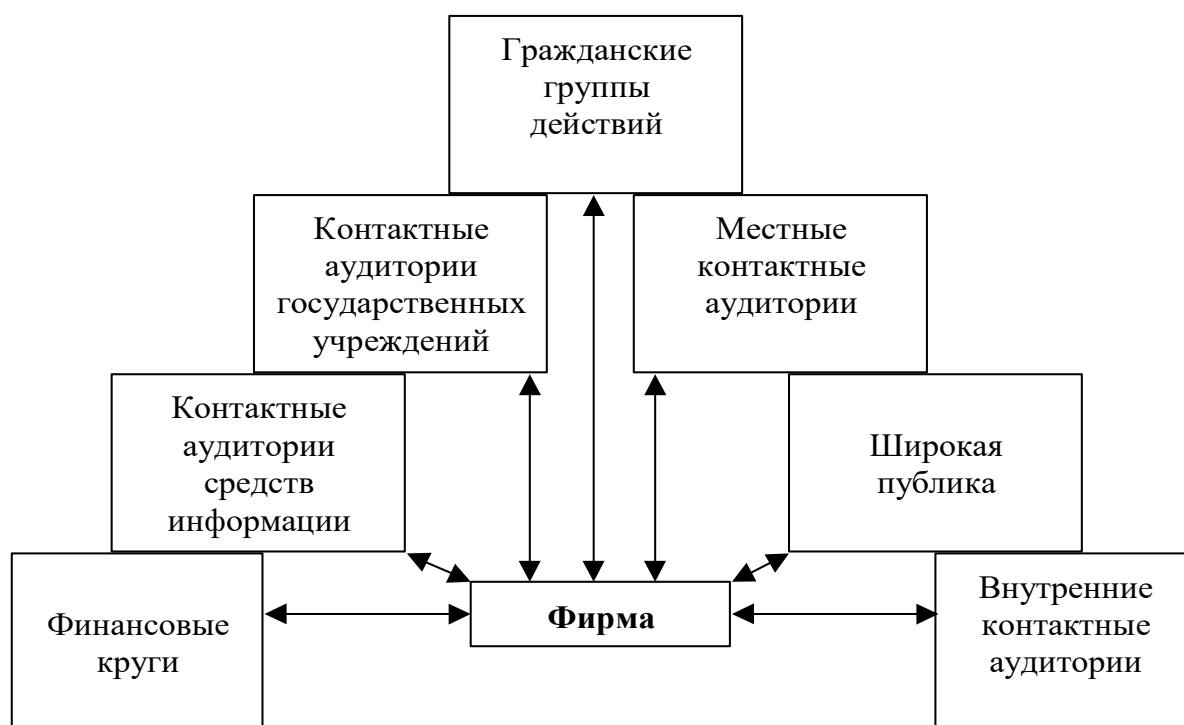 Гражданские
группы
действий
Контактные
аудитории
государственных
учреждений
Местные
контактные
аудитории
Контактные
аудитории
средств
информации
Широкая
публика
Финансовые
круги
Фирма
Внутренние
контактные
аудитории